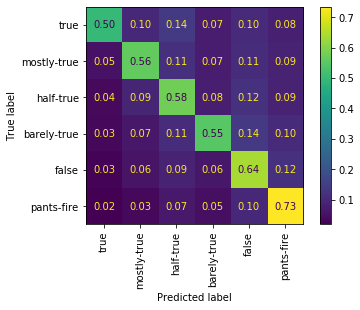 true 0.50 0.10 0.14 0.07 0.10 0.08
mostly-true 0.05 0.56 0.11 0.07 0.11 0.09
half-true 0.04 0.09 0.58 0.08 0.12 0.09
barely-true 0.03 0.07 0.11 0.55 0.14 0.10
false 0.03 0.06 0.09 0.06 0.64 0.12
pants-fire 0.02 0.03 0.07 0.05 0.10 0.73
True label
true mostly-true half-true barely-true false pants-fire
Predicted label
0.7
0.6
0.5
0.4
0.3
0.2
0.1